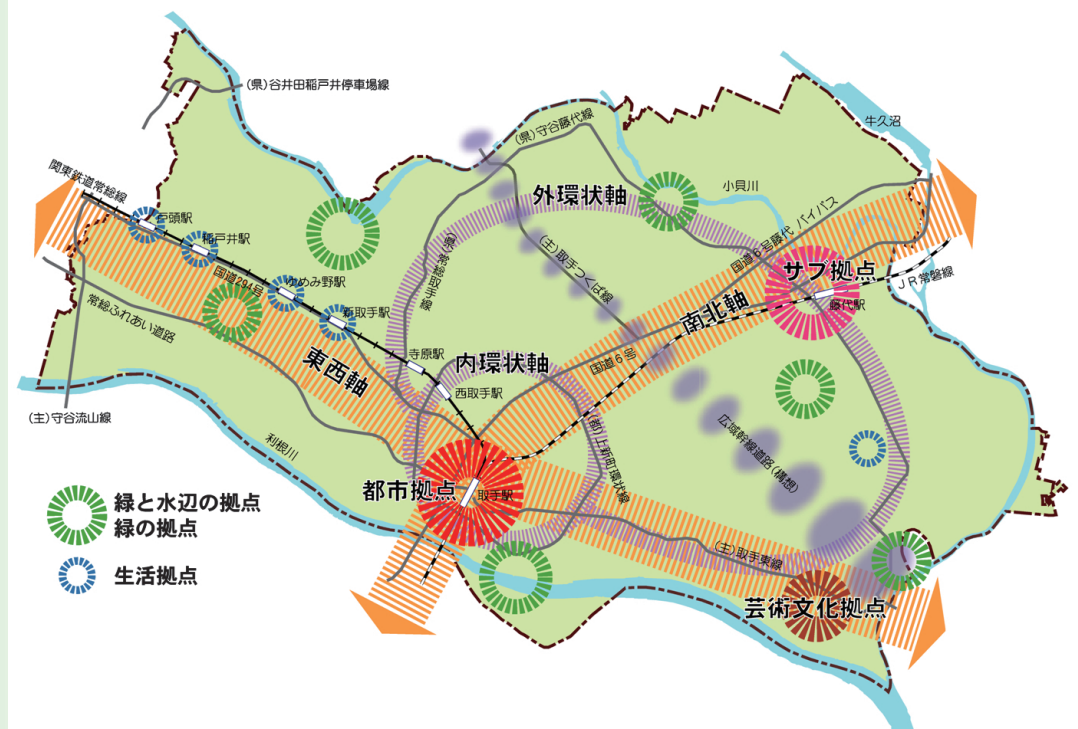 (県)谷井田稲戸井停車場線
(県)守谷藤代線
牛久沼
関東鉄道常総線
戸頭駅
稲戸井駅
外環状軸
小貝川
国道6号藤代 バイパス
(県)常総取手線
(主)取手つくば線
サブ拠点
国道294号
ゆめみ野駅
JR常磐線
常総ふれあい道路
新取手駅
南北軸
藤代駅
寺原駅
内環状軸
国道6号
東西軸
西取手駅
(主)守谷流山線
利根川
(都)上新町環状線
広域幹線道路(構想)
都市拠点
取手駅
緑と水辺の拠点
緑の拠点
(主)取手東線
生活拠点
芸術文化拠点